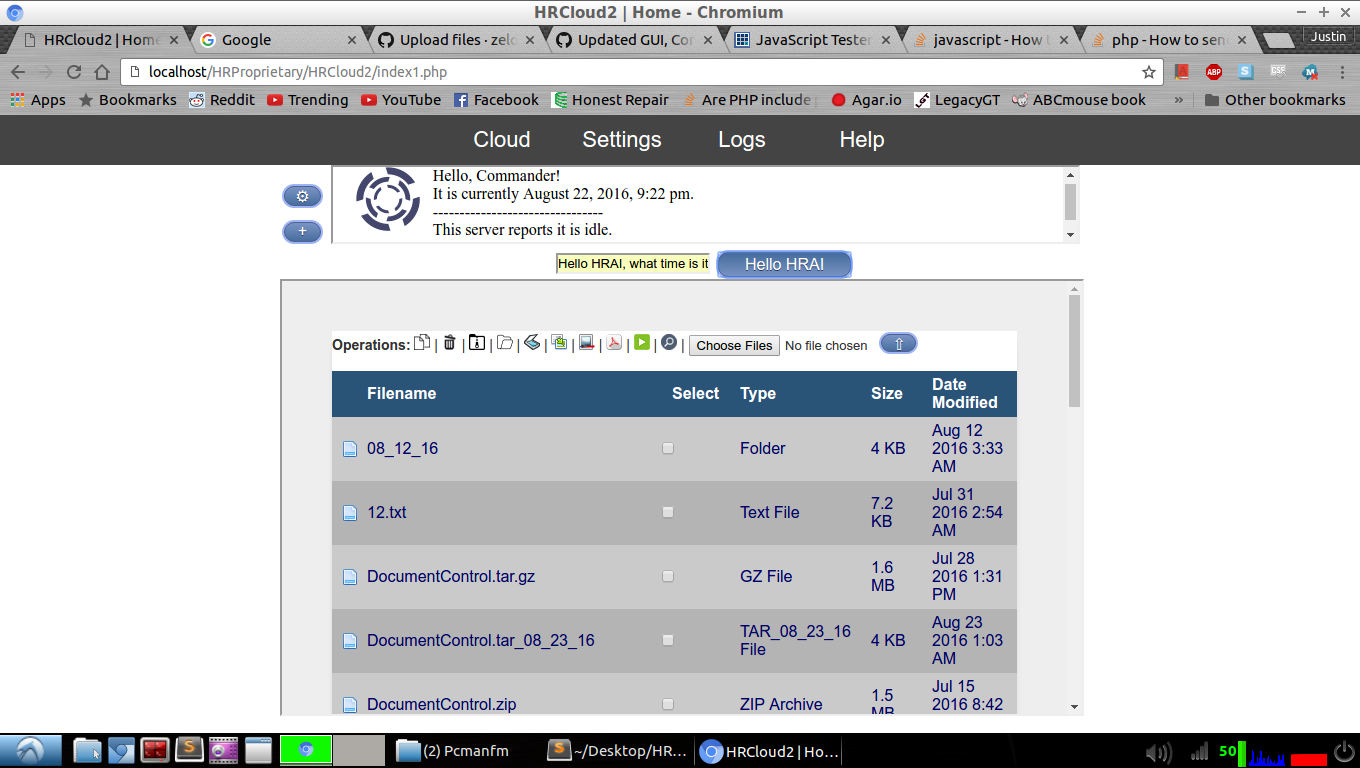 HRCloud2 | Home - Chromium
HRCloud2 | Hom
Google
Upload files · zel
Updated GUI, Co
JavaScript Tester
javascript - How
php - How to sen
Justin
localhost/HRProprietary/HRCloud2/index1.php
ABP
Apps
Bookmarks
Reddit
Trending
YouTube
Facebook
Honest Repair
Are PHP include
Agar.io
LegacyGT
ABCmouse book
»
Other bookmarks
Cloud Settings Logs Help
Hello, Commander!
It is currently August 22, 2016, 9:22 pm.
--------------------------------
This server reports it is idle.
+
Hello HRAI, what time is it
Hello HRAI
Operations: | | | | | | | | | | Choose Files No file chosen ⇧
Filename Select Type Size Date
Modified
08_12_16 Folder 4 KB Aug 12
2016 3:33
AM
12.txt Text File 7.2
KB Jul 31
2016 2:54
AM
DocumentControl.tar.gz GZ File 1.6
MB Jul 28
2016 1:31
PM
DocumentControl.tar_08_23_16 TAR_08_23_16
File 4 KB Aug 23
2016 1:03
AM
DocumentControl.zip ZIP Archive 1.5
MB Jul 15
2016 8:42
(2) Pcmanfm
~/Desktop/HR...
HRCloud2 | Ho...
50